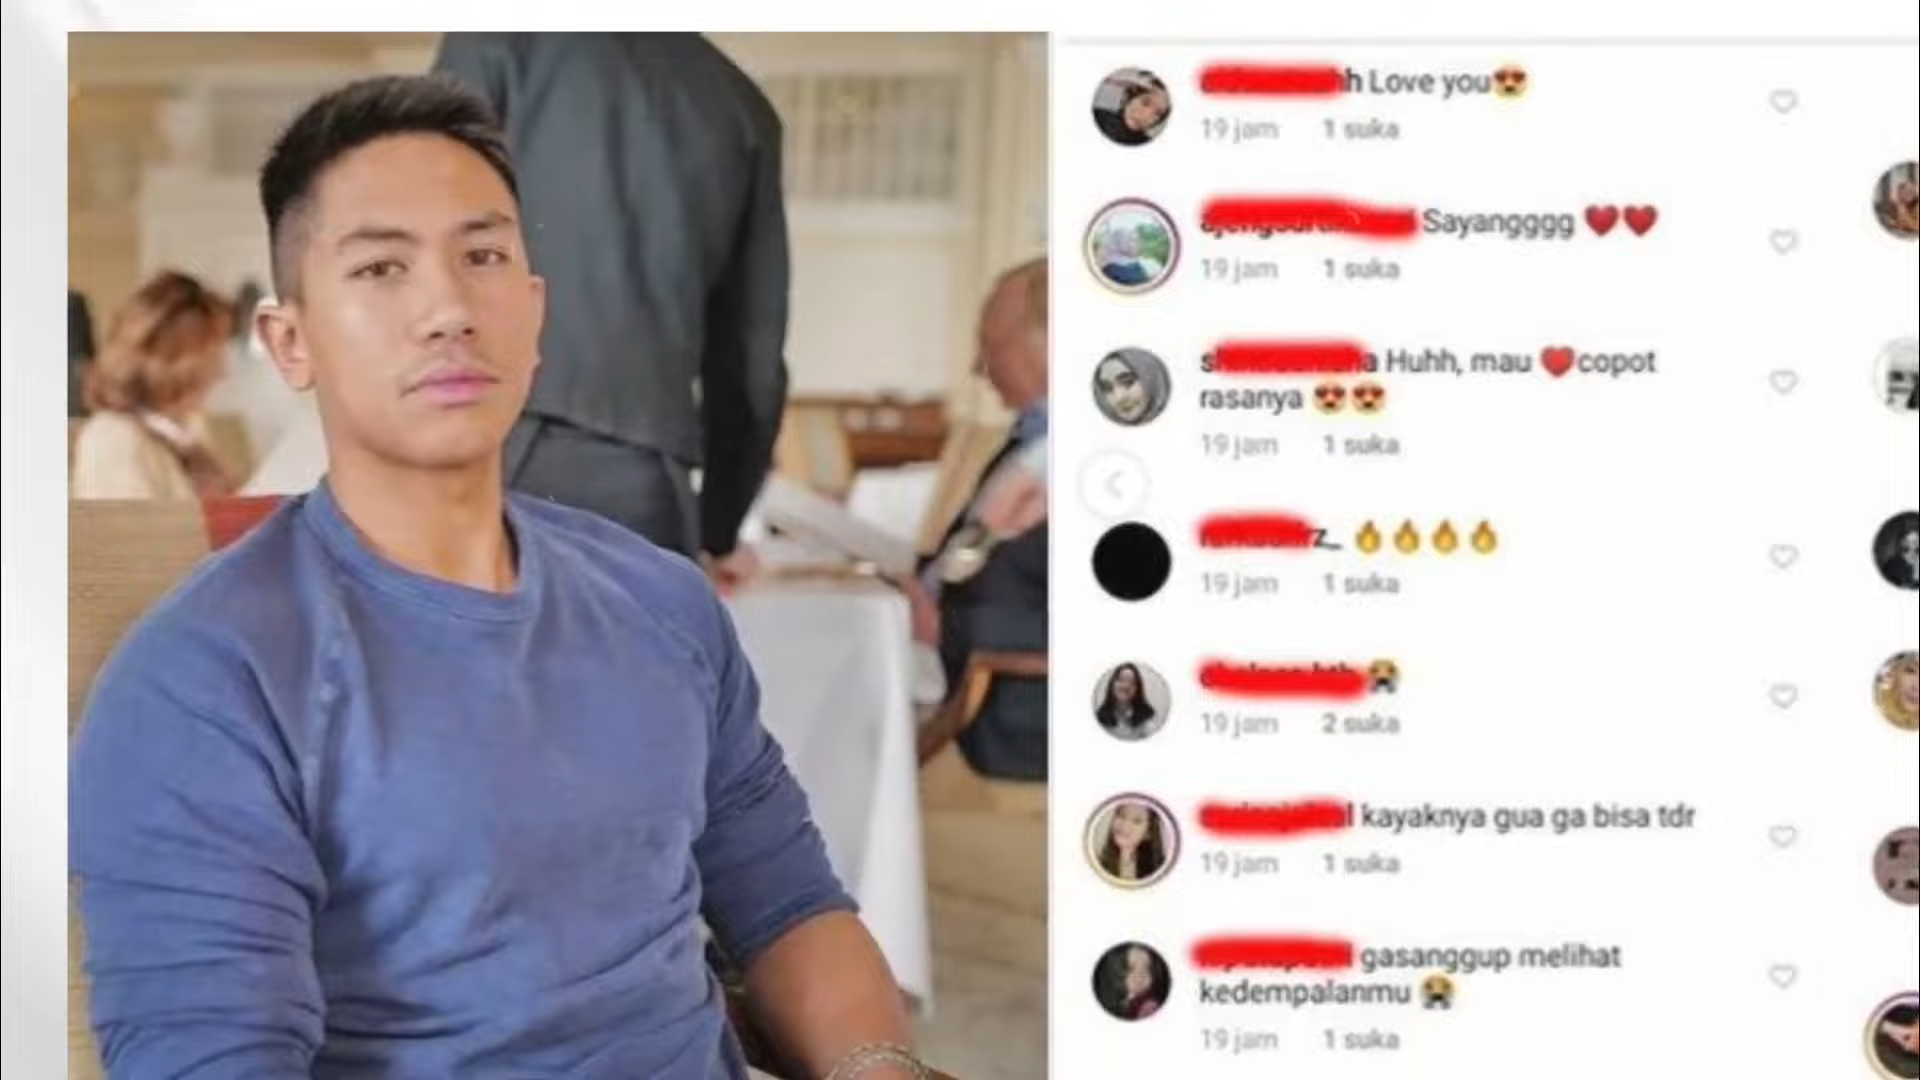 Love you😍
19 jam 1 suka
Sayangggg ❤️❤️
19 jam 1 suka
Huhh, mau ❤️copot
rasanya 😍😍
19 jam 1 suka
🔥🔥🔥🔥
19 jam 1 suka
😭
19 jam 2 suka
kayaknya gua ga bisa tdr
19 jam 1 suka
gasanggup melihat
kedempalanmu 😭
19 jam 1 suka